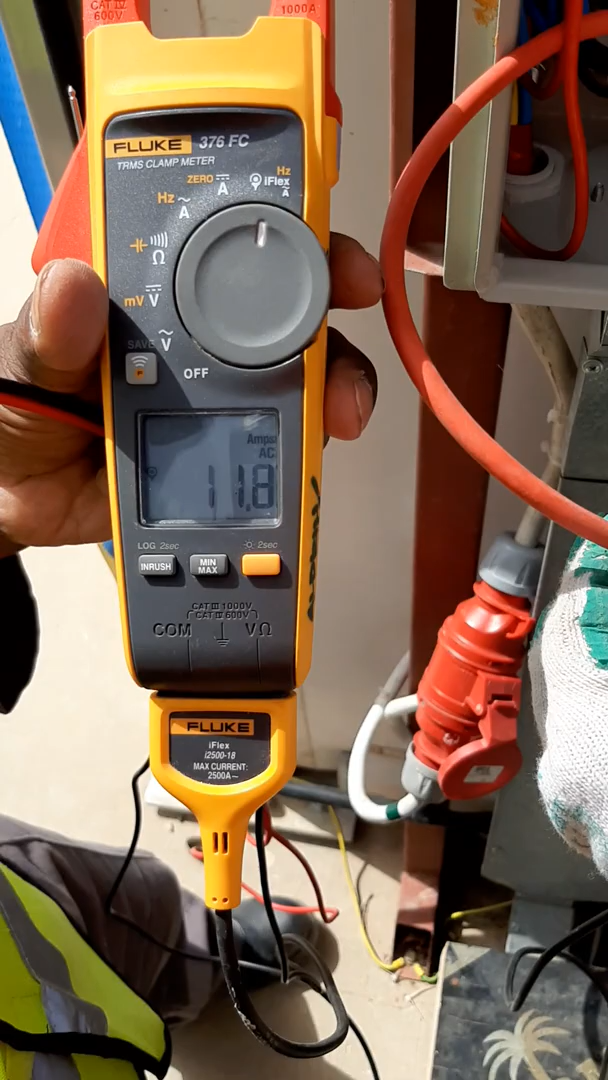 CAT IV
600V
1000A
FLUKE 376 FC
TRMS CLAMP METER
Hz
ZERO A
iFlex
A
Hz A
Ω
mV V
SAVE V
OFF
Amps
AC
11.8
LOG 2sec
2sec
INRUSH
MIN
MAX
CAT III 1000V
CAT IV 600V
COM
VΩ
FLUKE
iFlex
i2500-18
MAX CURRENT:
2500A~